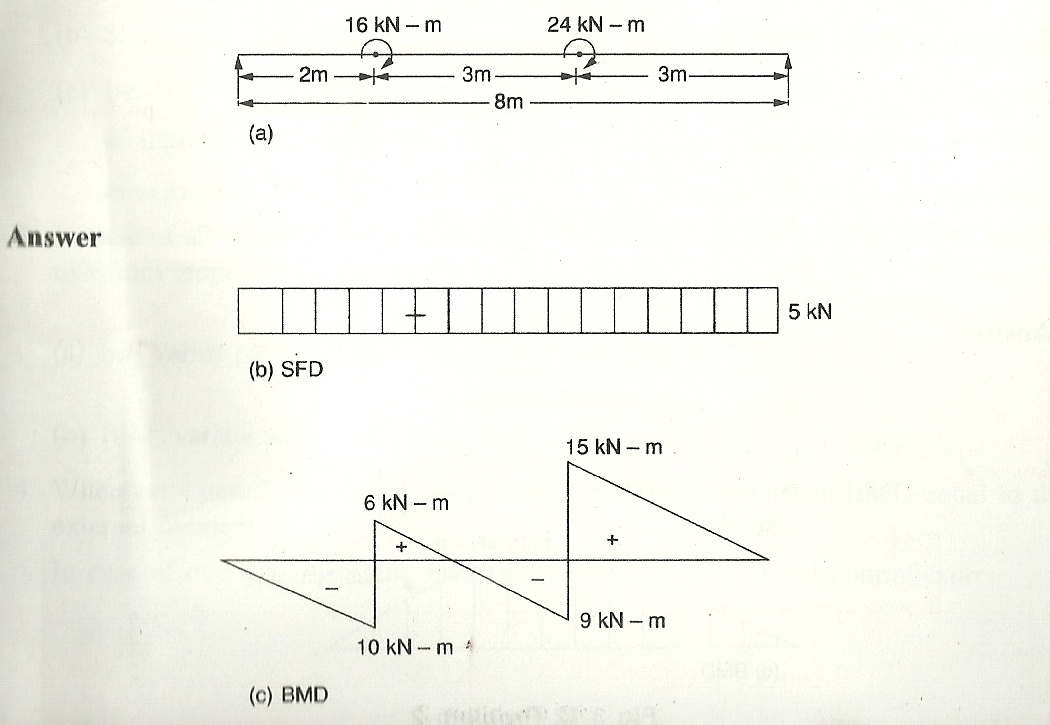 16 kN – m 24 kN – m
2m 3m 3m
8m
(a)
Answer
+ 5 kN
(b) SFD
15 kN – m
6 kN – m
+ +
– –
9 kN – m
10 kN – m
(c) BMD